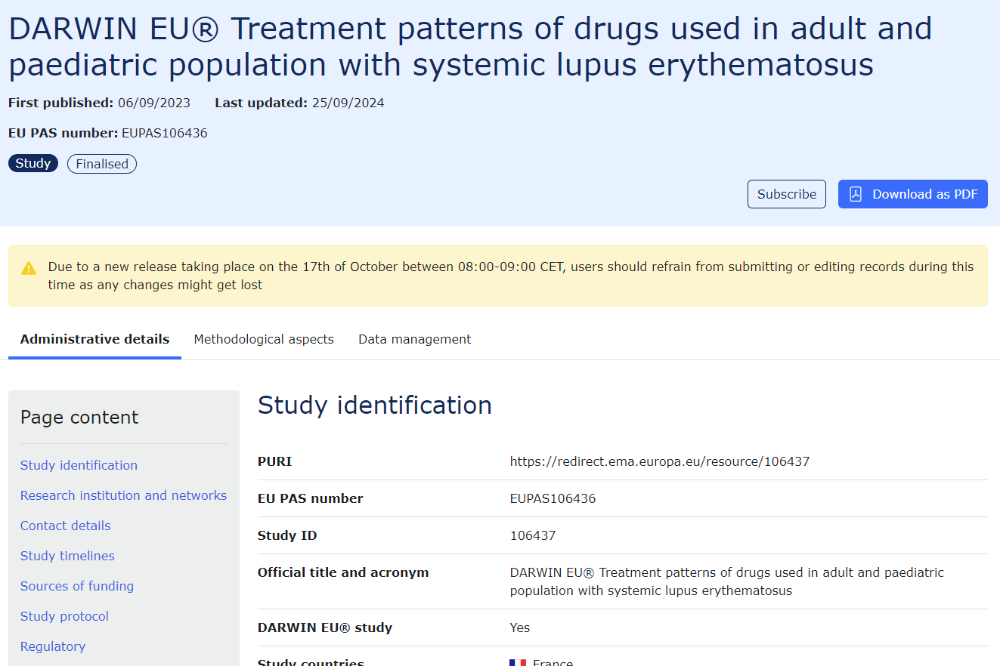 DARWIN EU® Treatment patterns of drugs used in adult and
paediatric population with systemic lupus erythematosus
First published: 06/09/2023 Last updated: 25/09/2024
EU PAS number: EUPAS106436
Study Finalised
Subscribe Download as PDF
Due to a new release taking place on the 17th of October between 08:00-09:00 CET, users should refrain from submitting or editing records during this
time as any changes might get lost
Administrative details Methodological aspects Data management
Page content
Study identification
Research institution and networks
Contact details
Study timelines
Sources of funding
Study protocol
Regulatory
Study identification
PURI https://redirect.ema.europa.eu/resource/106437
EU PAS number EUPAS106436
Study ID 106437
Official title and acronym DARWIN EU® Treatment patterns of drugs used in adult and paediatric
population with systemic lupus erythematosus
DARWIN EU® study Yes
Study countries France